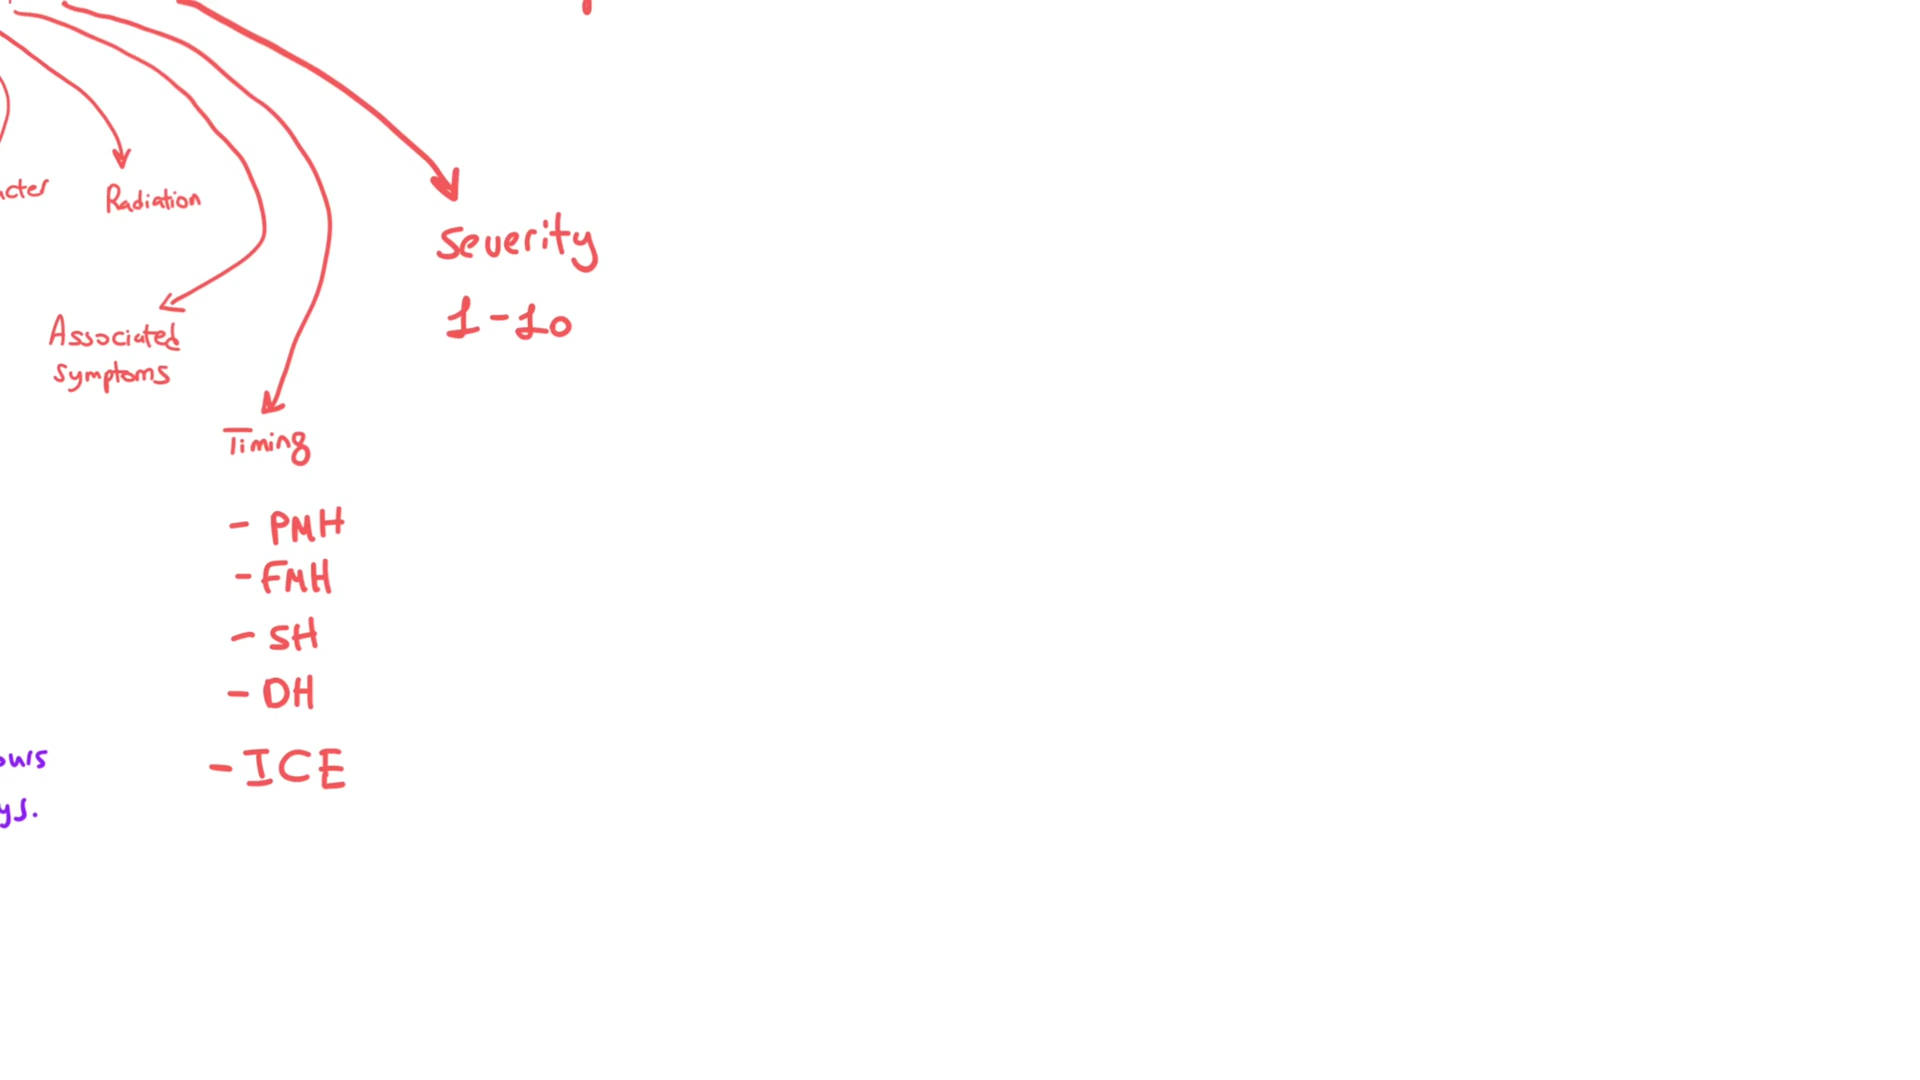 Radiation
Severity
1-10
Associated
symptoms
Timing
- PMH
- FMH
- SH
- DH
- ICE